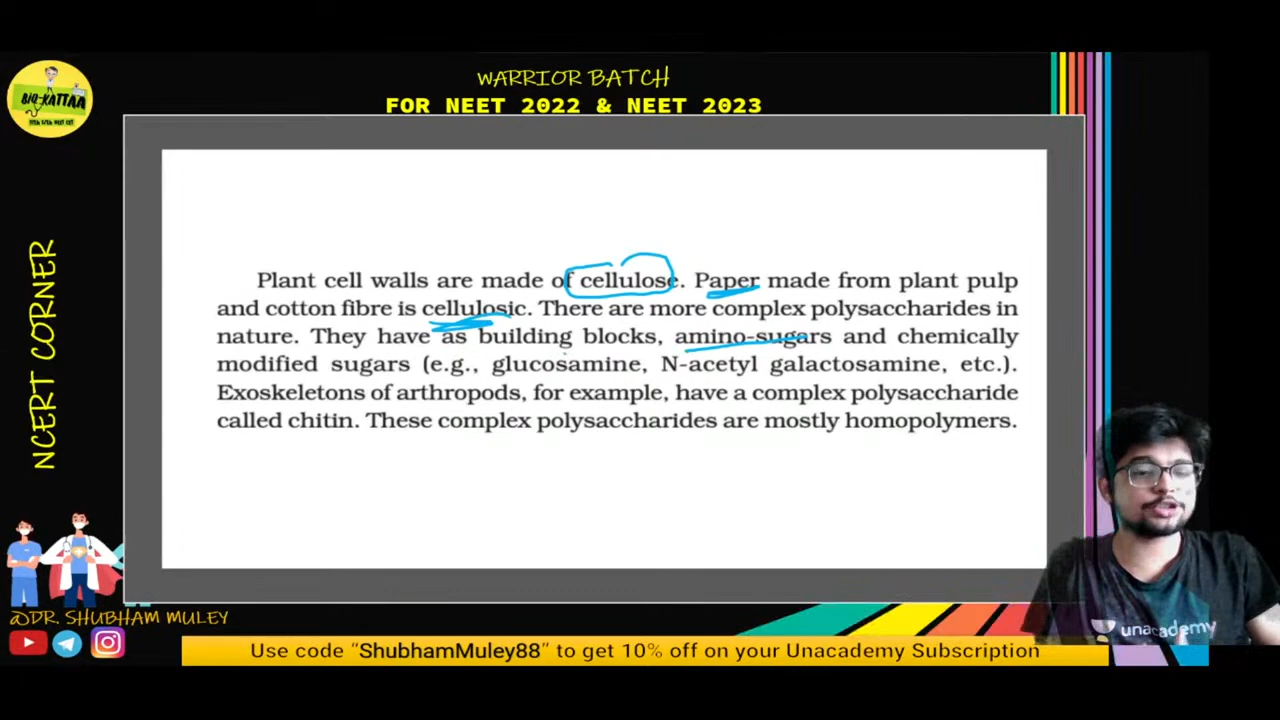 WARRIOR BATCH
FOR NEET 2022 & NEET 2023
BIO-KATTAA
NCERT CORNER
Plant cell walls are made of cellulose. Paper made from plant pulp
and cotton fibre is cellulosic. There are more complex polysaccharides in
nature. They have as building blocks, amino-sugars and chemically
modified sugars (e.g., glucosamine, N-acetyl galactosamine, etc.).
Exoskeletons of arthropods, for example, have a complex polysaccharide
called chitin. These complex polysaccharides are mostly homopolymers.
@DR. SHUBHAM MULEY
unacademy
Use code "ShubhamMuley88" to get 10% off on your Unacademy Subscription